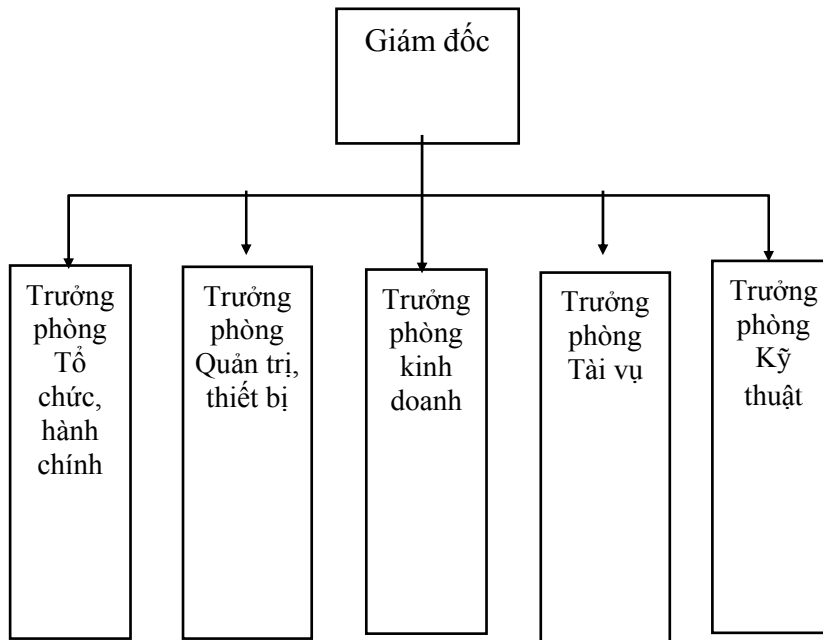 Giám đốc
Trưởng
phòng
Tổ
chức,
hành
chính
Trưởng
phòng
Quản trị,
thiết bị
Trưởng
phòng
kinh
doanh
Trưởng
phòng
Tài vụ
Trưởng
phòng
Kỹ
thuật